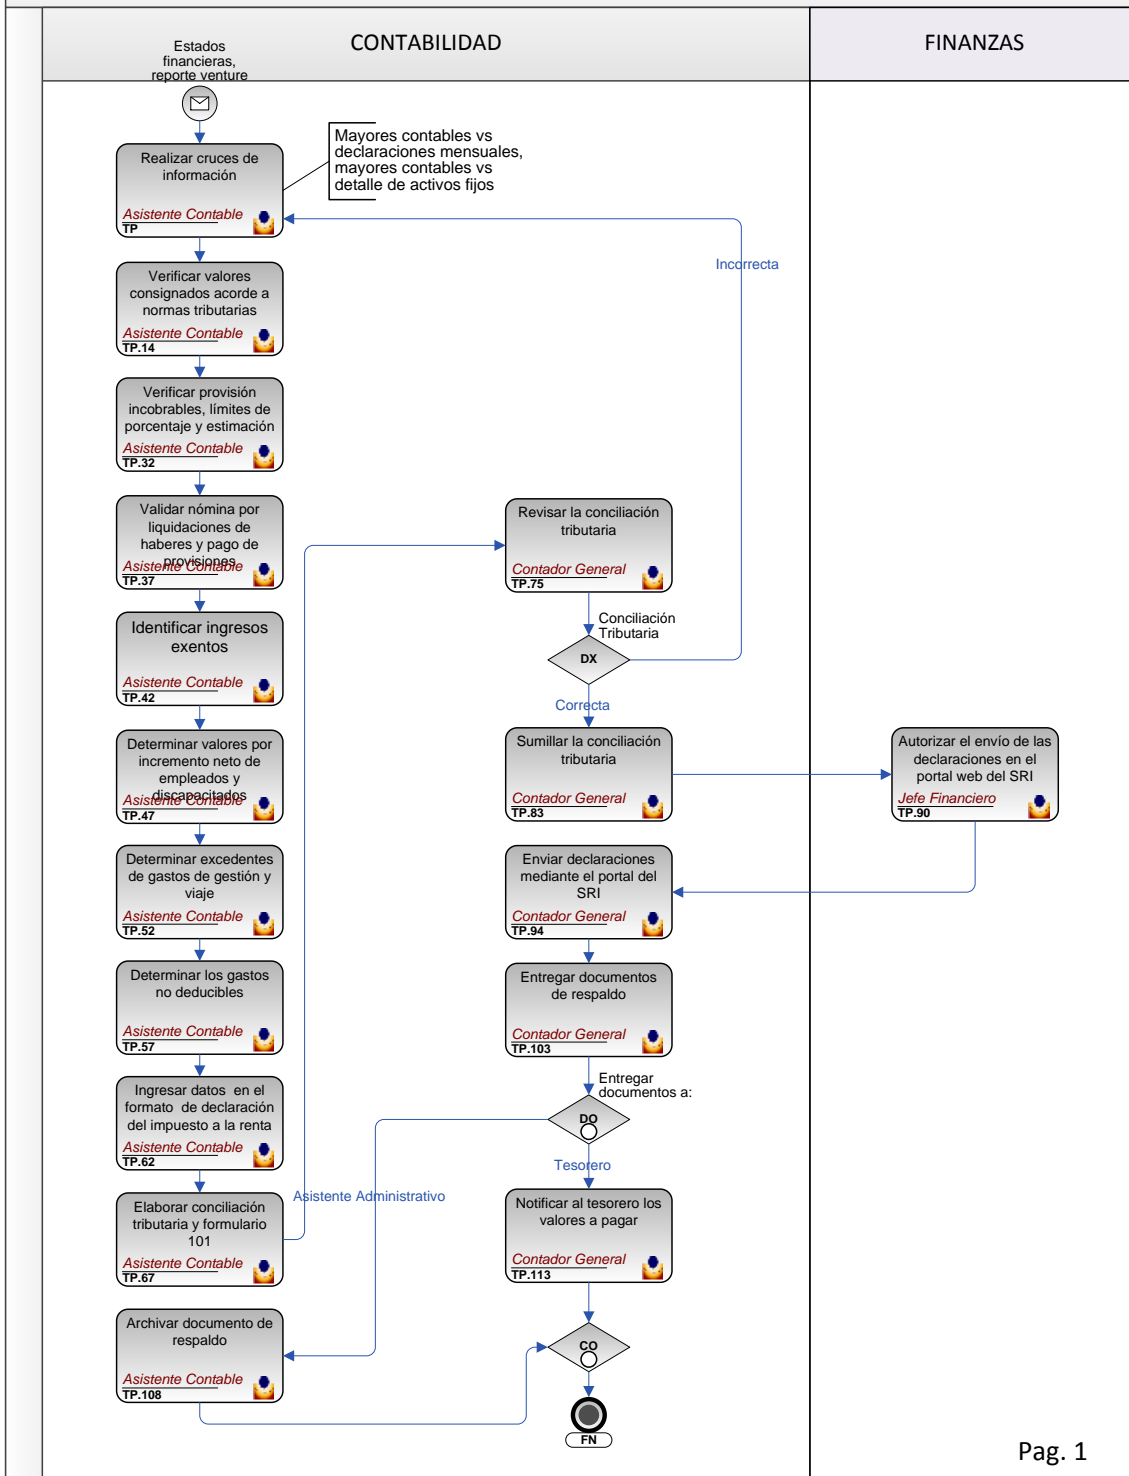 CONTABILIDAD
FINANZAS
Estados
financieras,
reporte venture
Realizar cruces de
información
Asistente Contable
TP
Mayores contables vs
declaraciones mensuales,
mayores contables vs
detalle de activos fijos
Incorrecta
Verificar valores
consignados acorde a
normas tributarias
Asistente Contable
TP.14
Verificar provisión
incobrables, límites de
porcentaje y estimación
Asistente Contable
TP.32
Validar nómina por
liquidaciones de
haberes y pago de
provisiones
Asistente Contable
TP.37
Identificar ingresos
exentos
Asistente Contable
TP.42
Determinar valores por
incremento neto de
empleados y
discapacitados
Asistente Contable
TP.47
Determinar excedentes
de gastos de gestión y
viaje
Asistente Contable
TP.52
Determinar los gastos
no deducibles
Asistente Contable
TP.57
Ingresar datos  en el
formato  de declaración
del impuesto a la renta
Asistente Contable
TP.62
Elaborar conciliación
tributaria y formulario
101
Asistente Contable
TP.67
Revisar la conciliación
tributaria
Contador General
TP.75
Conciliación
Tributaria
DX
Correcta
Sumillar la conciliación
tributaria
Contador General
TP.83
Autorizar el envío de las
declaraciones en el
portal web del SRI
Jefe Financiero
TP.90
Enviar declaraciones
mediante el portal del
SRI
Contador General
TP.94
Entregar documentos
de respaldo
Contador General
TP.103
Entregar
documentos a:
DO
Tesorero
Asistente Administrativo
Notificar al tesorero los
valores a pagar
Contador General
TP.113
Archivar documento de
respaldo
Asistente Contable
TP.108
CO
FN
Pag. 1